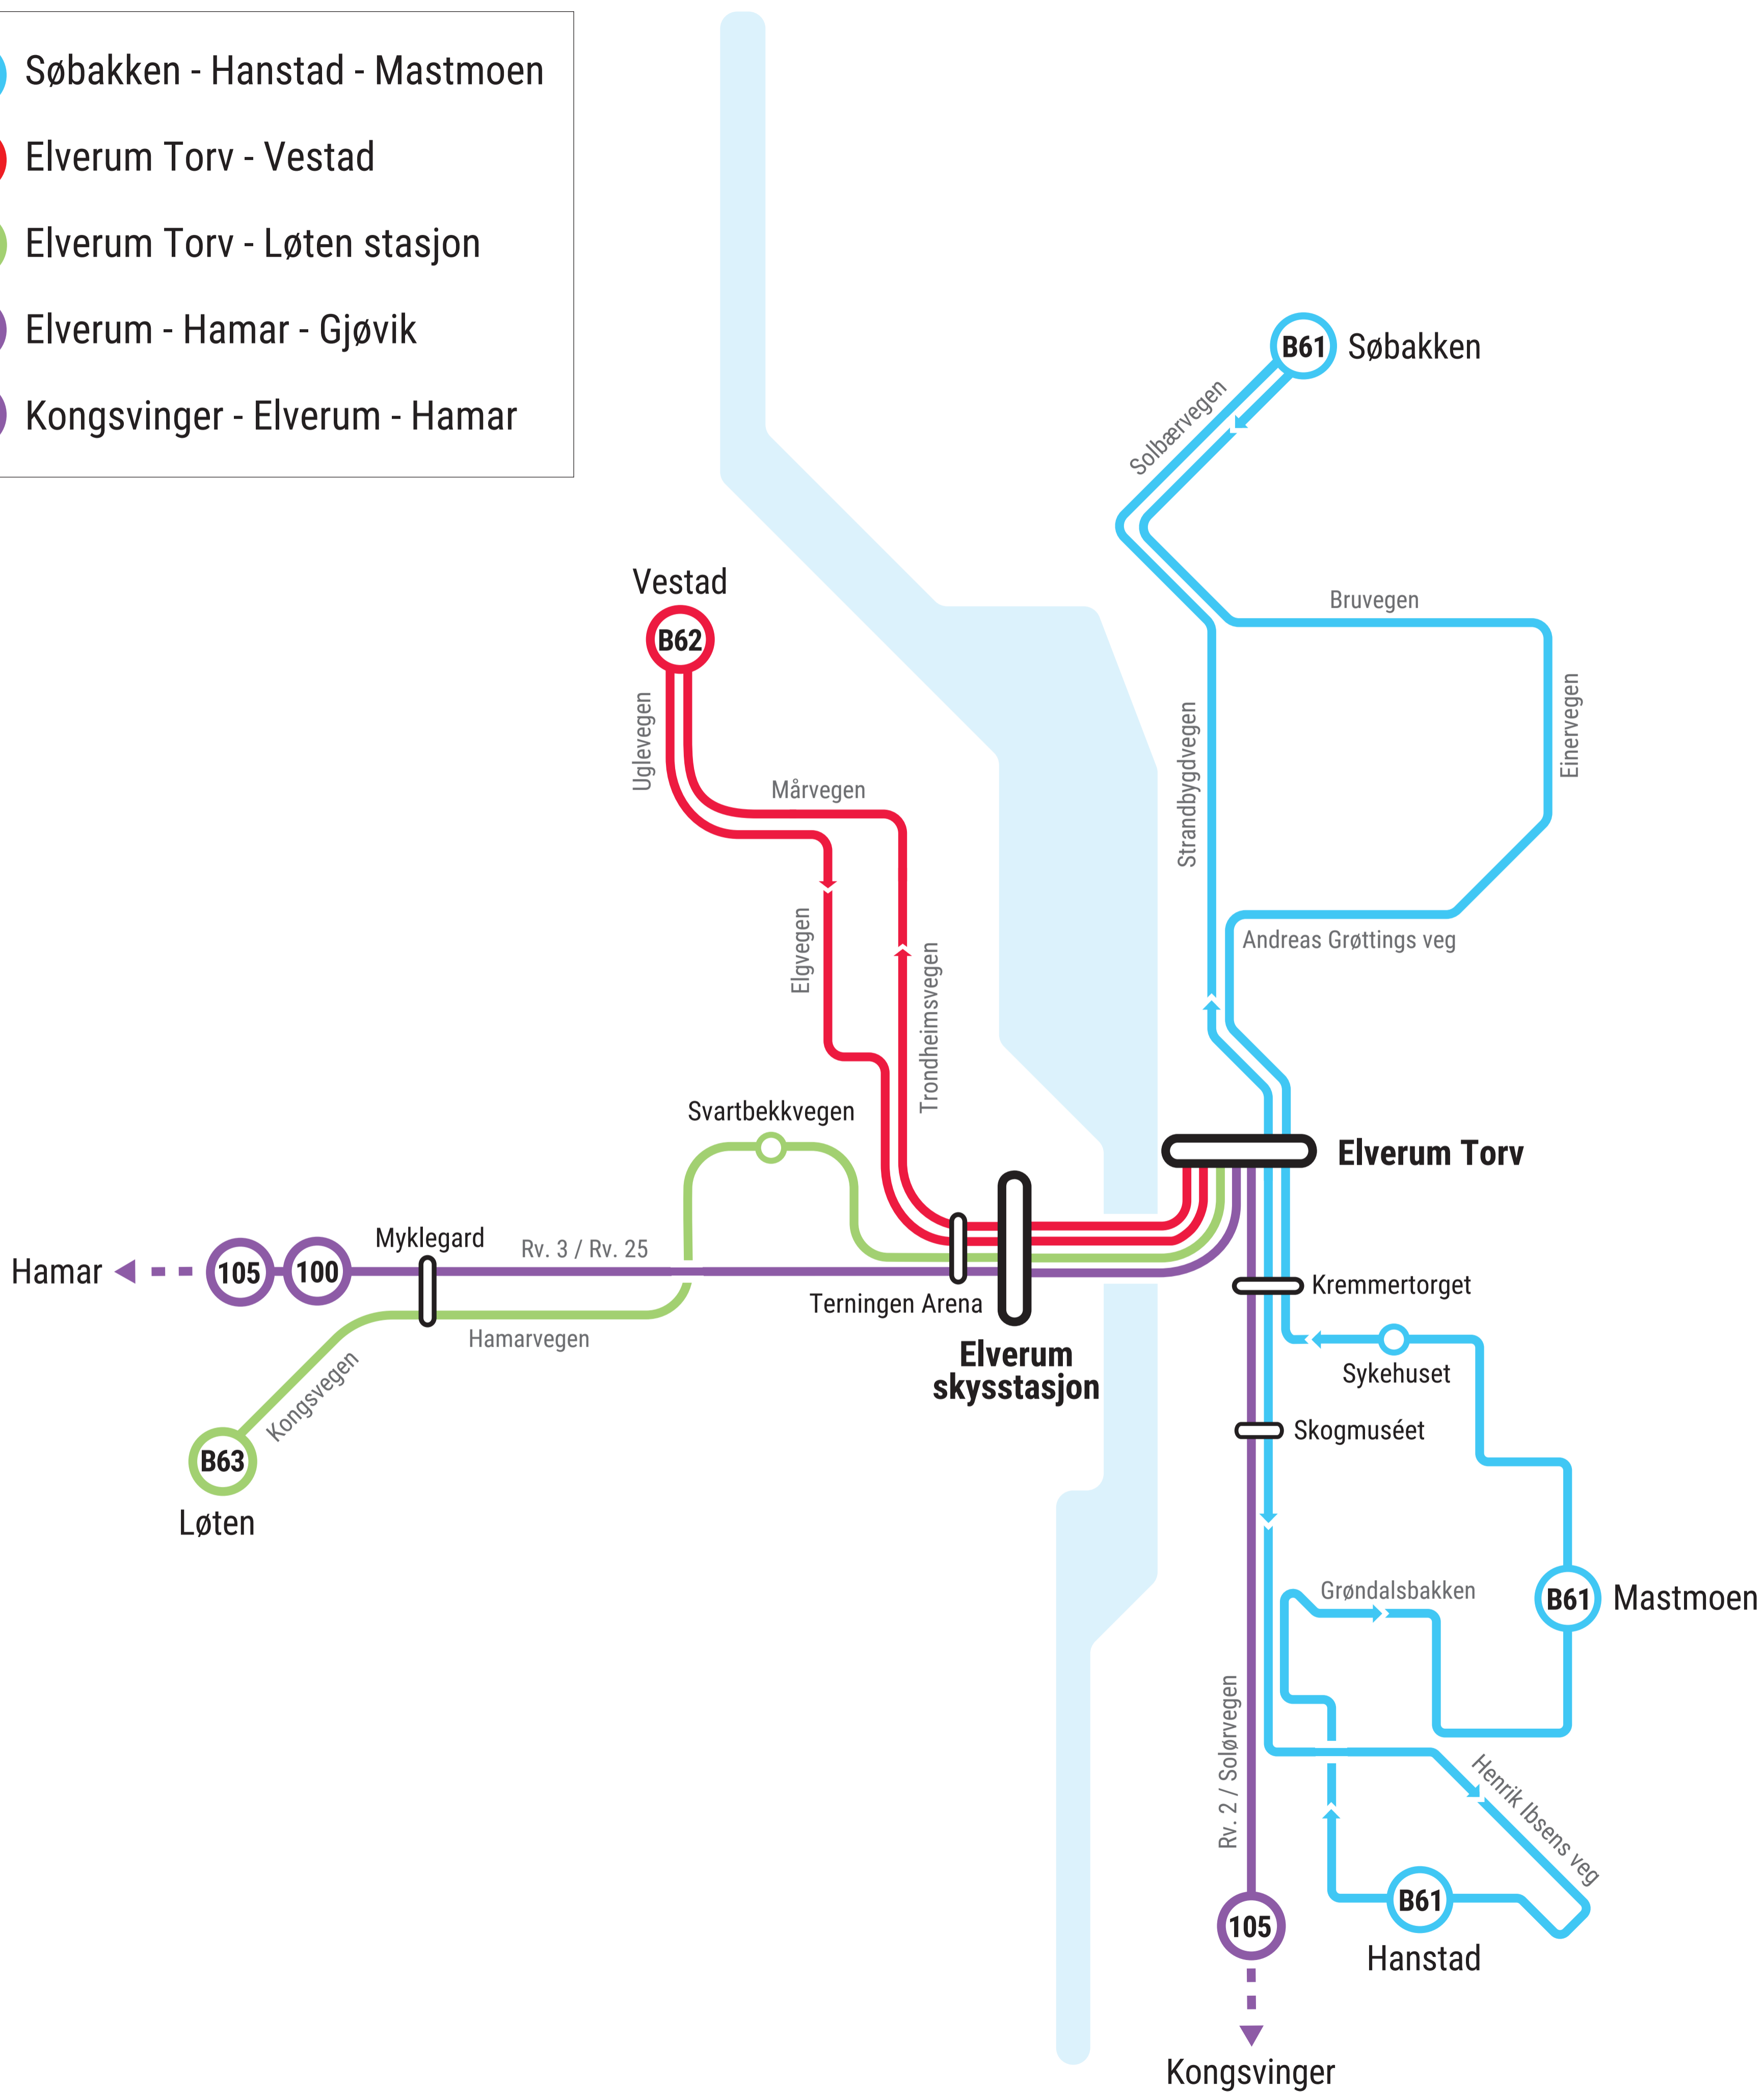 Søbakken - Hanstad - Mastmoen
Elverum Torv - Vestad
Elverum Torv - Løten stasjon
Elverum - Hamar - Gjøvik
Kongsvinger - Elverum - Hamar
B61
Søbakken
Solbærvegen
Vestad
B62
Bruvegen
Uglevegen
Einervegen
Strandbygdvegen
Mårvegen
Elgvegen
Andreas Grøttings veg
Trondheimsvegen
Svartbekkvegen
Elverum Torv
Myklegard
Rv. 3 / Rv. 25
Hamar
105
100
Terningen Arena
Kremmertorget
Hamarvegen
Elverum
skysstasjon
Sykehuset
Kongsvegen
Skogmuséet
B63
Løten
Grøndalsbakken
B61
Mastmoen
Rv. 2 / Solørvegen
Henrik Ibsens veg
B61
105
Hanstad
Kongsvinger